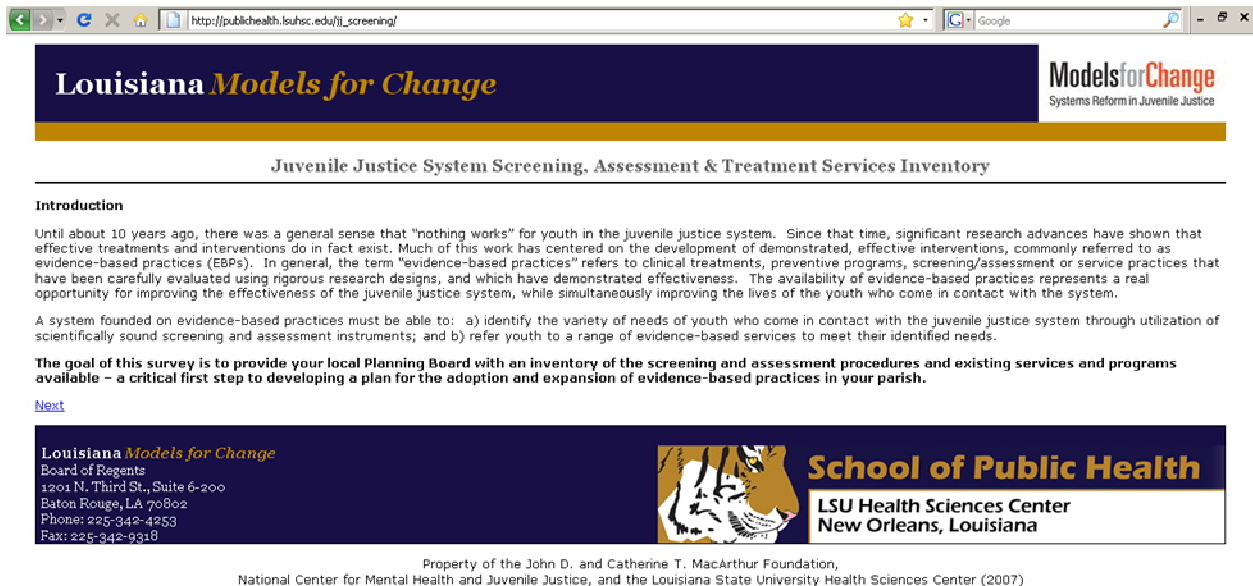 http://publichealth.lsuhsc.edu/jj_screening/
Google
Louisiana Models for Change
ModelsforChange
Systems Reform in Juvenile Justice
Juvenile Justice System Screening, Assessment & Treatment Services Inventory
Introduction
Until about 10 years ago, there was a general sense that "nothing works" for youth in the juvenile justice system. Since that time, significant research advances have shown that
effective treatments and interventions do in fact exist. Much of this work has centered on the development of demonstrated, effective interventions, commonly referred to as
evidence-based practices (EBPs). In general, the term "evidence-based practices" refers to clinical treatments, preventive programs, screening/assessment or service practices that
have been carefully evaluated using rigorous research designs, and which have demonstrated effectiveness. The availability of evidence-based practices represents a real
opportunity for improving the effectiveness of the juvenile justice system, while simultaneously improving the lives of the youth who come in contact with the system.
A system founded on evidence-based practices must be able to: a) identify the variety of needs of youth who come in contact with the juvenile justice system through utilization of
scientifically sound screening and assessment instruments; and b) refer youth to a range of evidence-based services to meet their identified needs.
The goal of this survey is to provide your local Planning Board with an inventory of the screening and assessment procedures and existing services and programs
available – a critical first step to developing a plan for the adoption and expansion of evidence-based practices in your parish.
Next
Louisiana Models for Change
Board of Regents
1201 N. Third St., Suite 6-200
Baton Rouge, LA 70802
Phone: 225-342-4253
Fax: 225-342-9318
School of Public Health
LSU Health Sciences Center
New Orleans, Louisiana
Property of the John D. and Catherine T. MacArthur Foundation,
National Center for Mental Health and Juvenile Justice, and the Louisiana State University Health Sciences Center (2007)